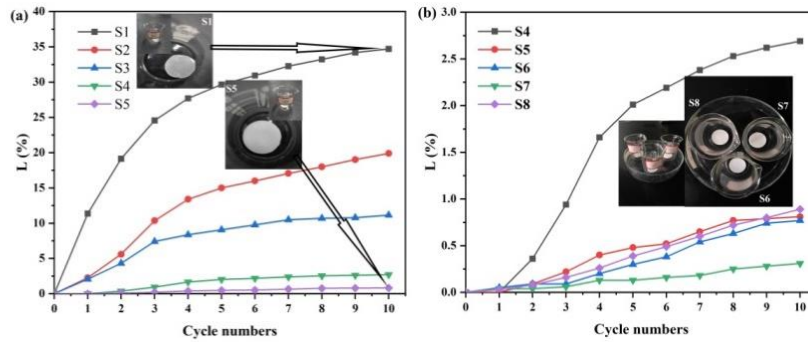 (a)
40
35
30
25
20
15
10
5
0
L (%)
S1
S2
S3
S4
S5
S1
S5
0 1 2 3 4 5 6 7 8 9 10
Cycle numbers
(b)
3.0
2.5
2.0
1.5
1.0
0.5
0.0
L (%)
S4
S5
S6
S7
S8
S8
S7
S6
0 1 2 3 4 5 6 7 8 9 10
Cycle numbers